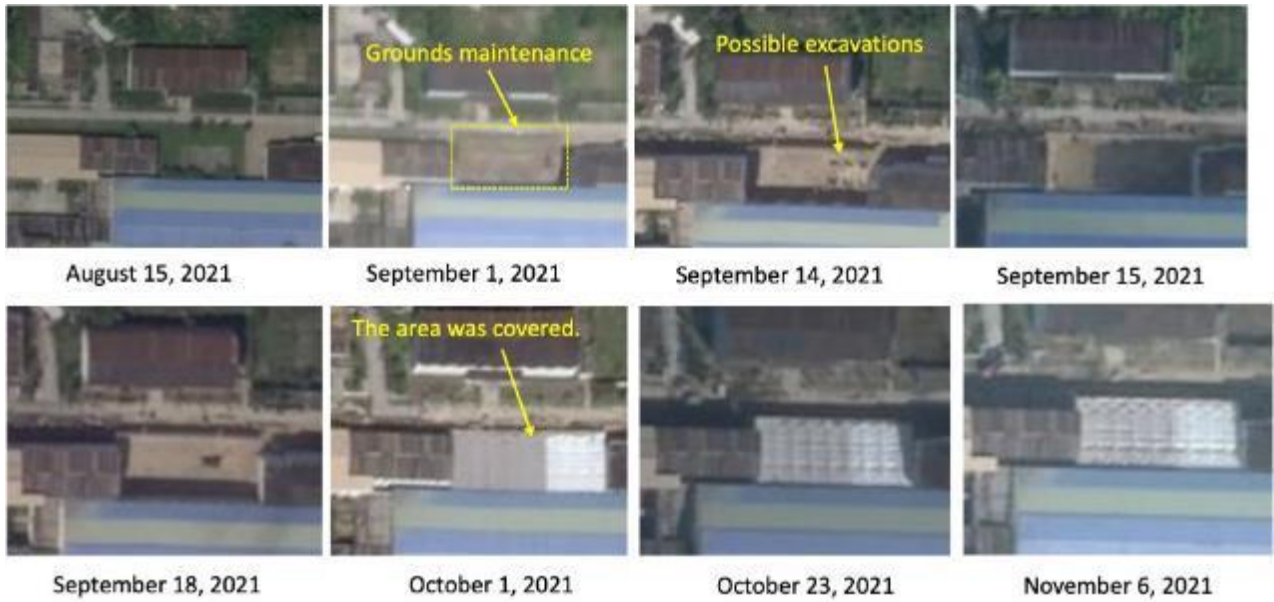 Grounds maintenance
Possible excavations
August 15, 2021
September 1, 2021
September 14, 2021
September 15, 2021
The area was covered.
September 18, 2021
October 1, 2021
October 23, 2021
November 6, 2021